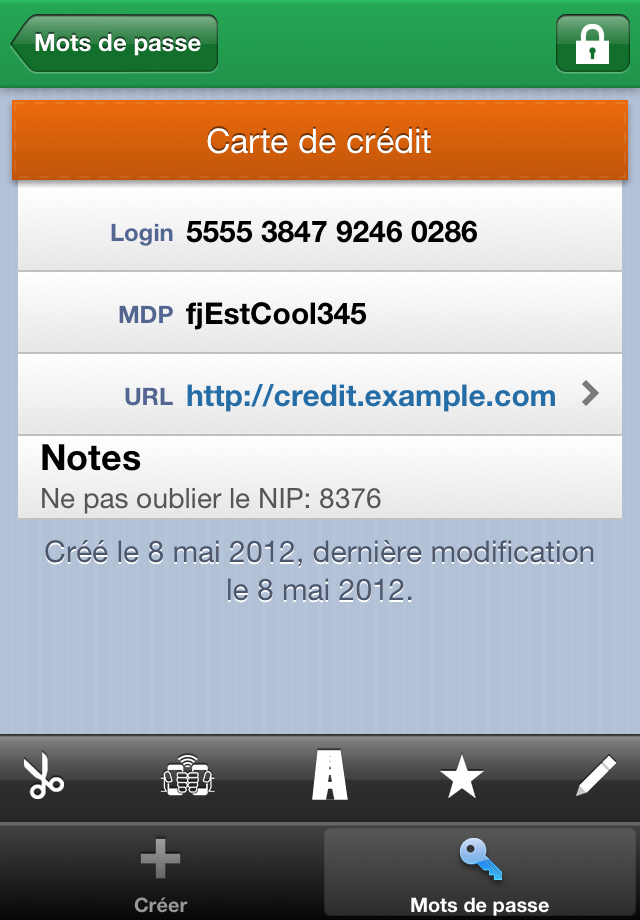 Mots de passe
Carte de crédit
Login 5555 3847 9246 0286
MDP fjEstCool345
URL http://credit.example.com
Notes
Ne pas oublier le NIP: 8376
Créé le 8 mai 2012, dernière modification
le 8 mai 2012.
Créer
Mots de passe